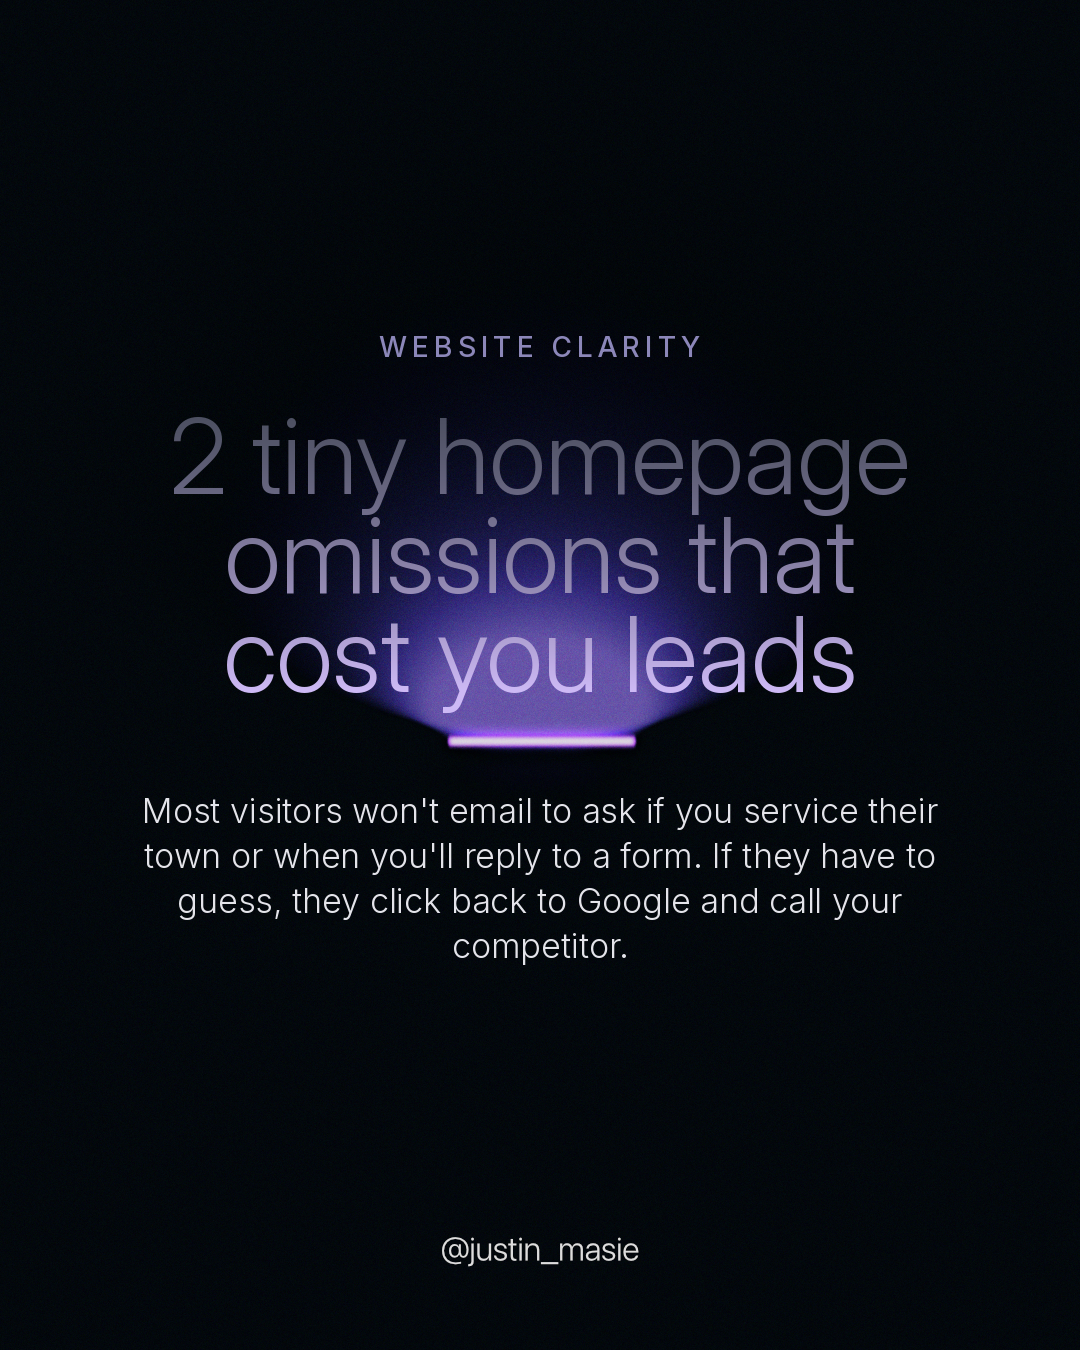 WEBSITE CLARITY
2 tiny homepage
omissions that
cost you leads
Most visitors won't email to ask if you service their
town or when you'll reply to a form. If they have to
guess, they click back to Google and call your
competitor.
@justin_masie